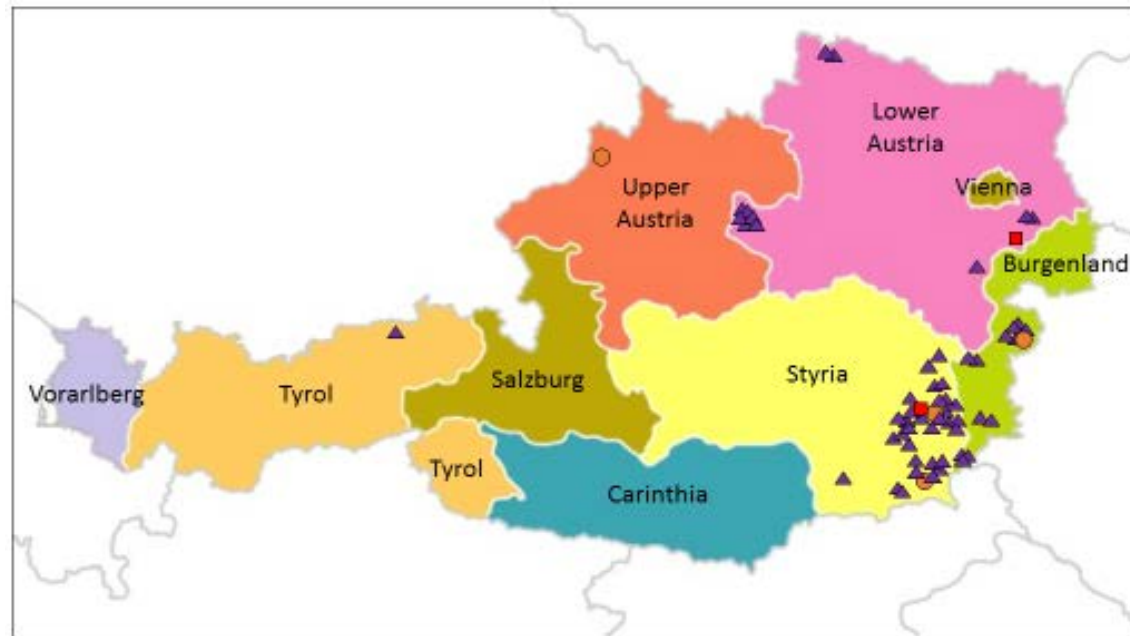 Lower
Austria
Upper
Austria
Vienna
Burgenland
Vorarlberg
Tyrol
Salzburg
Styria
Tyrol
Carinthia